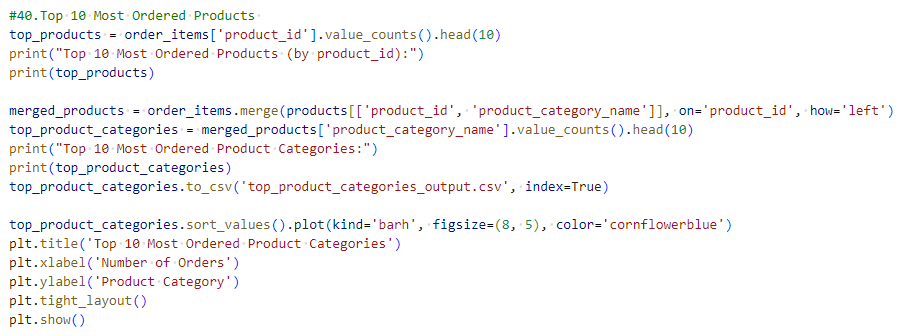 #40.Top 10 Most Ordered Products
top_products = order_items['product_id'].value_counts().head(10)
print("Top 10 Most Ordered Products (by product_id):")
print(top_products)
merged_products = order_items.merge(products[['product_id', 'product_category_name']], on='product_id', how='left')
top_product_categories = merged_products['product_category_name'].value_counts().head(10)
print("Top 10 Most Ordered Product Categories:")
print(top_product_categories)
top_product_categories.to_csv('top_product_categories_output.csv', index=True)
top_product_categories.sort_values().plot(kind='barh', figsize=(8, 5), color='cornflowerblue')
plt.title('Top 10 Most Ordered Product Categories')
plt.xlabel('Number of Orders')
plt.ylabel('Product Category')
plt.tight_layout()
plt.show()